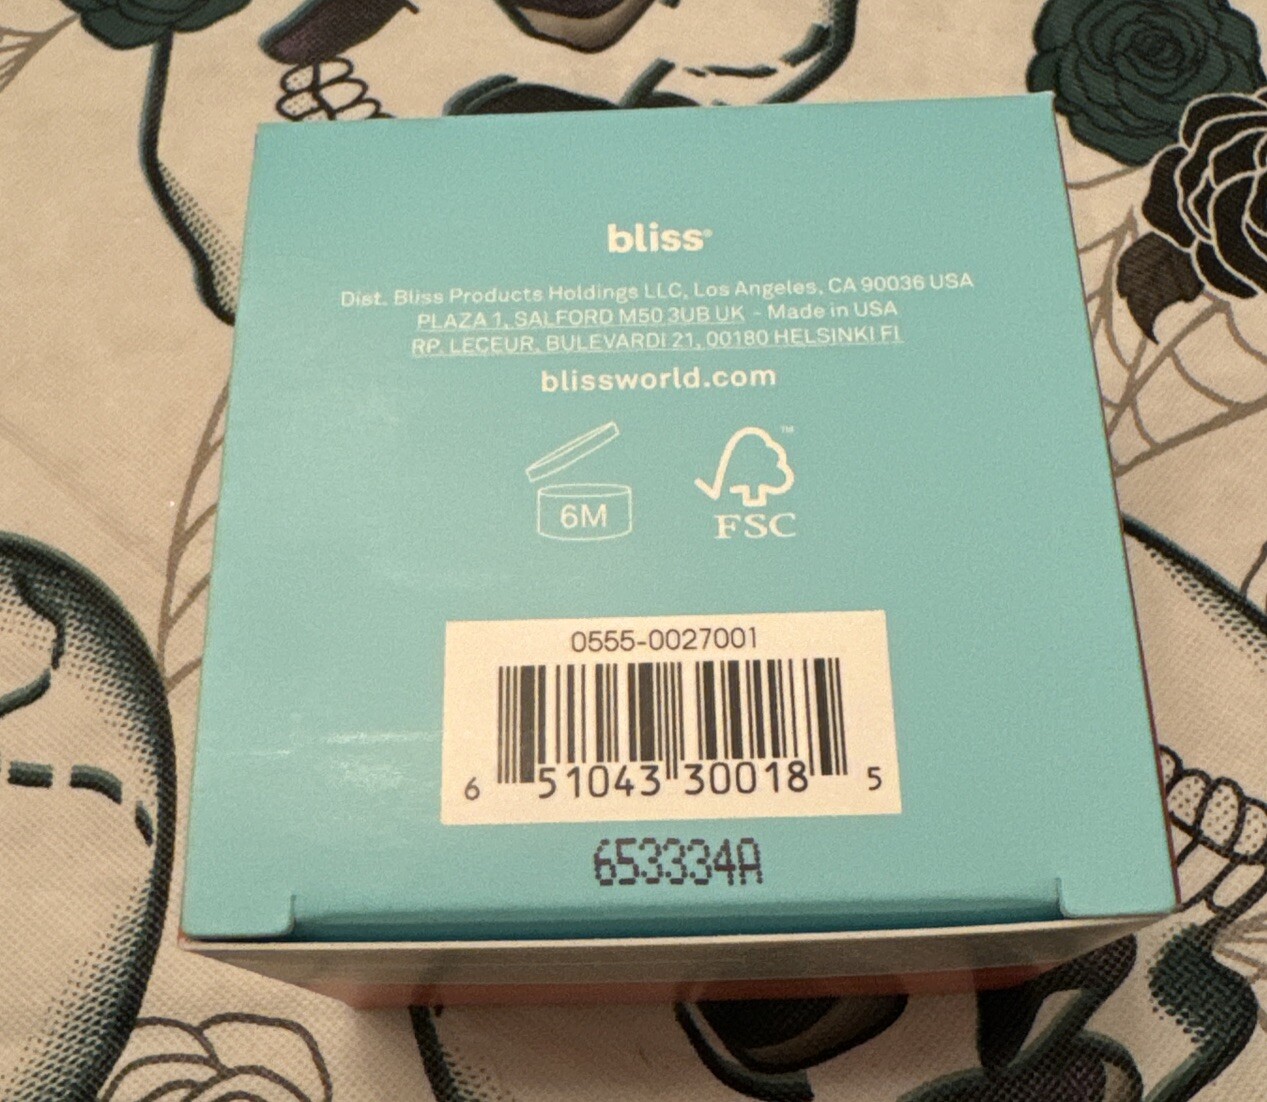 bliss®
Dist. Bliss Products Holdings LLC, Los Angeles, CA 90036 USA
PLAZA 1, SALFORD M50 3UB UK - Made in USA
RP. LECEUR, BULEVARDI 21, 00180 HELSINKI FI
blissworld.com
6M
™
FSC
0555-0027001
6 51043 30018 5
653334A